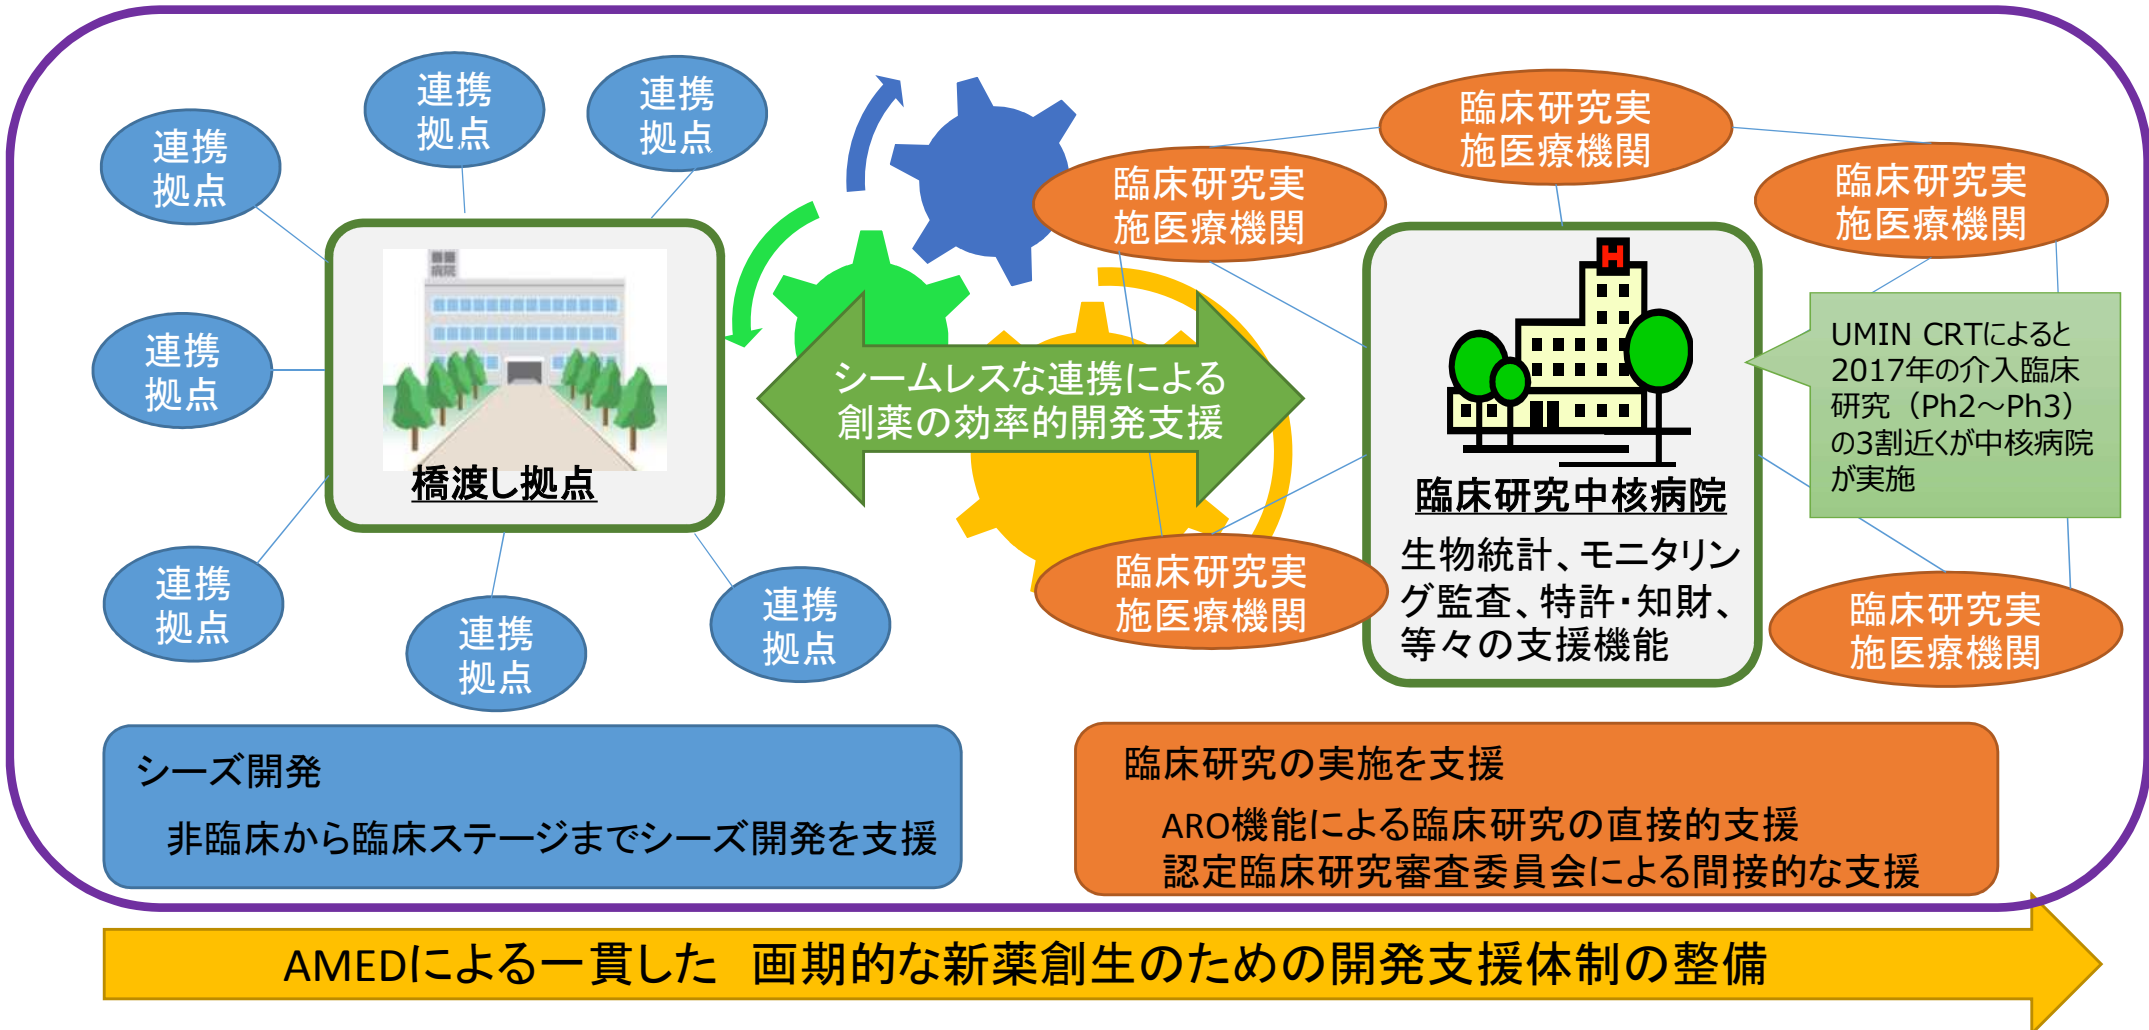 連携
拠点
連携
拠点
連携
拠点
連携
拠点
連携
拠点
連携
拠点
連携
拠点
病院
橋渡し拠点
シームレスな連携による
創薬の効率的開発支援
臨床研究実
施医療機関
臨床研究実
施医療機関
臨床研究実
施医療機関
臨床研究実
施医療機関
臨床研究実
施医療機関
H
臨床研究中核病院
生物統計、モニタリン
グ監査、特許・知財、
等々の支援機能
UMIN CRTによると
2017年の介入臨床
研究（Ph2～Ph3）
の3割近くが中核病院
が実施
シーズ開発
非臨床から臨床ステージまでシーズ開発を支援
臨床研究の実施を支援
ARO機能による臨床研究の直接的支援
認定臨床研究審査委員会による間接的な支援
AMEDによる一貫した　画期的な新薬創生のための開発支援体制の整備